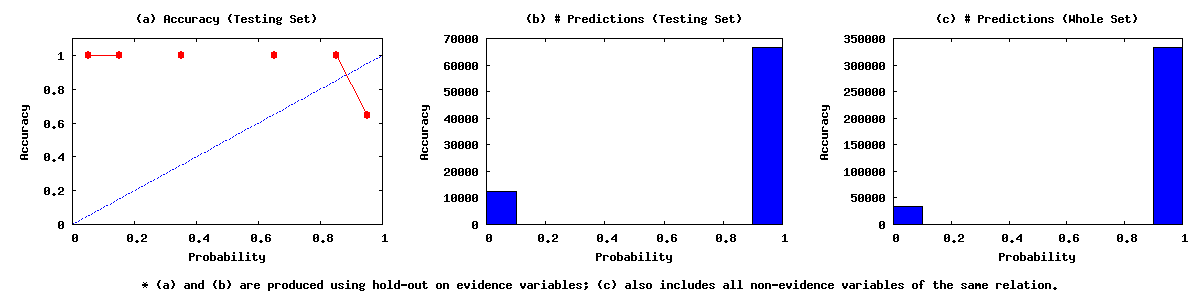 (a) Accuracy (Testing Set)
1
0.8
0.6
0.4
0.2
0
Accuracy
0 0.2 0.4 0.6 0.8 1
Probability
(b) # Predictions (Testing Set)
70000
60000
50000
40000
30000
20000
10000
0
Accuracy
0 0.2 0.4 0.6 0.8 1
Probability
(c) # Predictions (Whole Set)
350000
300000
250000
200000
150000
100000
50000
0
Accuracy
0 0.2 0.4 0.6 0.8 1
Probability
* (a) and (b) are produced using hold-out on evidence variables; (c) also includes all non-evidence variables of the same relation.